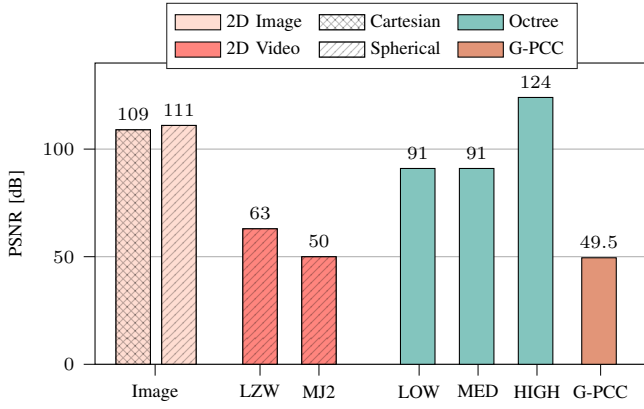 2D Image Cartesian Octree
2D Video Spherical G-PCC
PSNR [dB]
100
50
0
109
111
63
50
91
91
124
49.5
Image LZW MJ2 LOW MED HIGH G-PCC